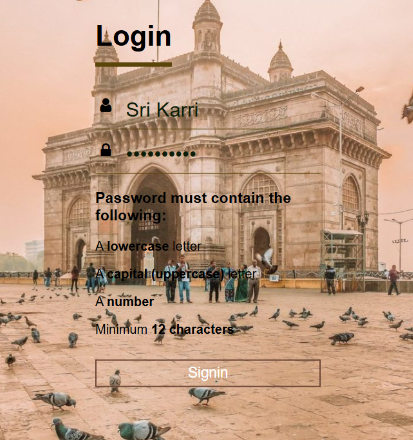 Login
Sri Karri
••••••••••
Password must contain the
following:
A lowercase letter
A capital (uppercase) letter
A number
Minimum 12 characters
Signin